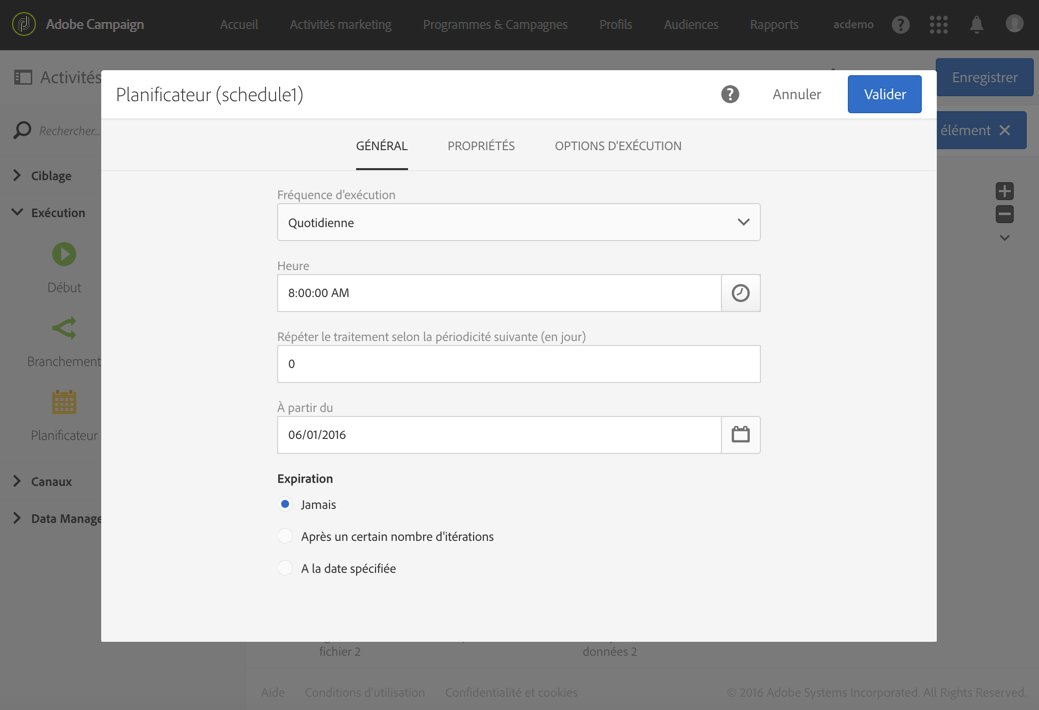 Adobe Campaign
Accueil
Activités marketing
Programmes & Campagnes
Profils
Audiences
Rapports
acdemo
Activités
Enregistrer
Planificateur (schedule1)
Annuler
Valider
Rechercher...
élément
GÉNÉRAL
PROPRIÉTÉS
OPTIONS D'EXÉCUTION
Ciblage
Exécution
Début
Branchement
Planificateur
Canaux
Data Manage
Fréquence d'exécution
Quotidienne
Heure
8:00:00 AM
Répéter le traitement selon la périodicité suivante (en jour)
0
À partir du
06/01/2016
Expiration
Jamais
Après un certain nombre d'itérations
A la date spécifiée
fichier 2
données 2
Aide
Conditions d'utilisation
Confidentialité et cookies
© 2016 Adobe Systems Incorporated. All Rights Reserved.